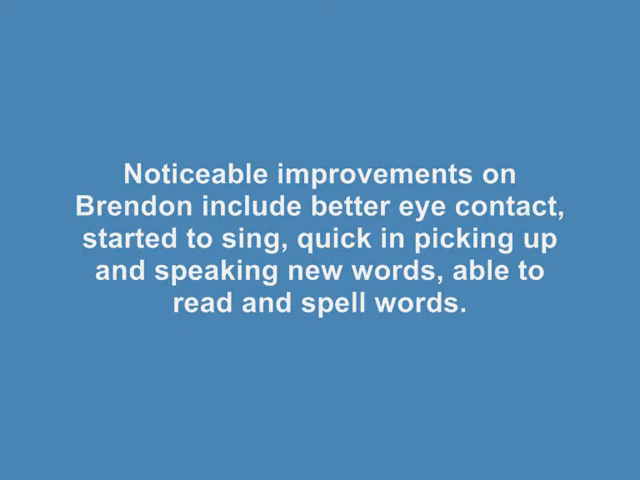 Noticeable improvements on
Brendon include better eye contact,
started to sing, quick in picking up
and speaking new words, able to
read and spell words.